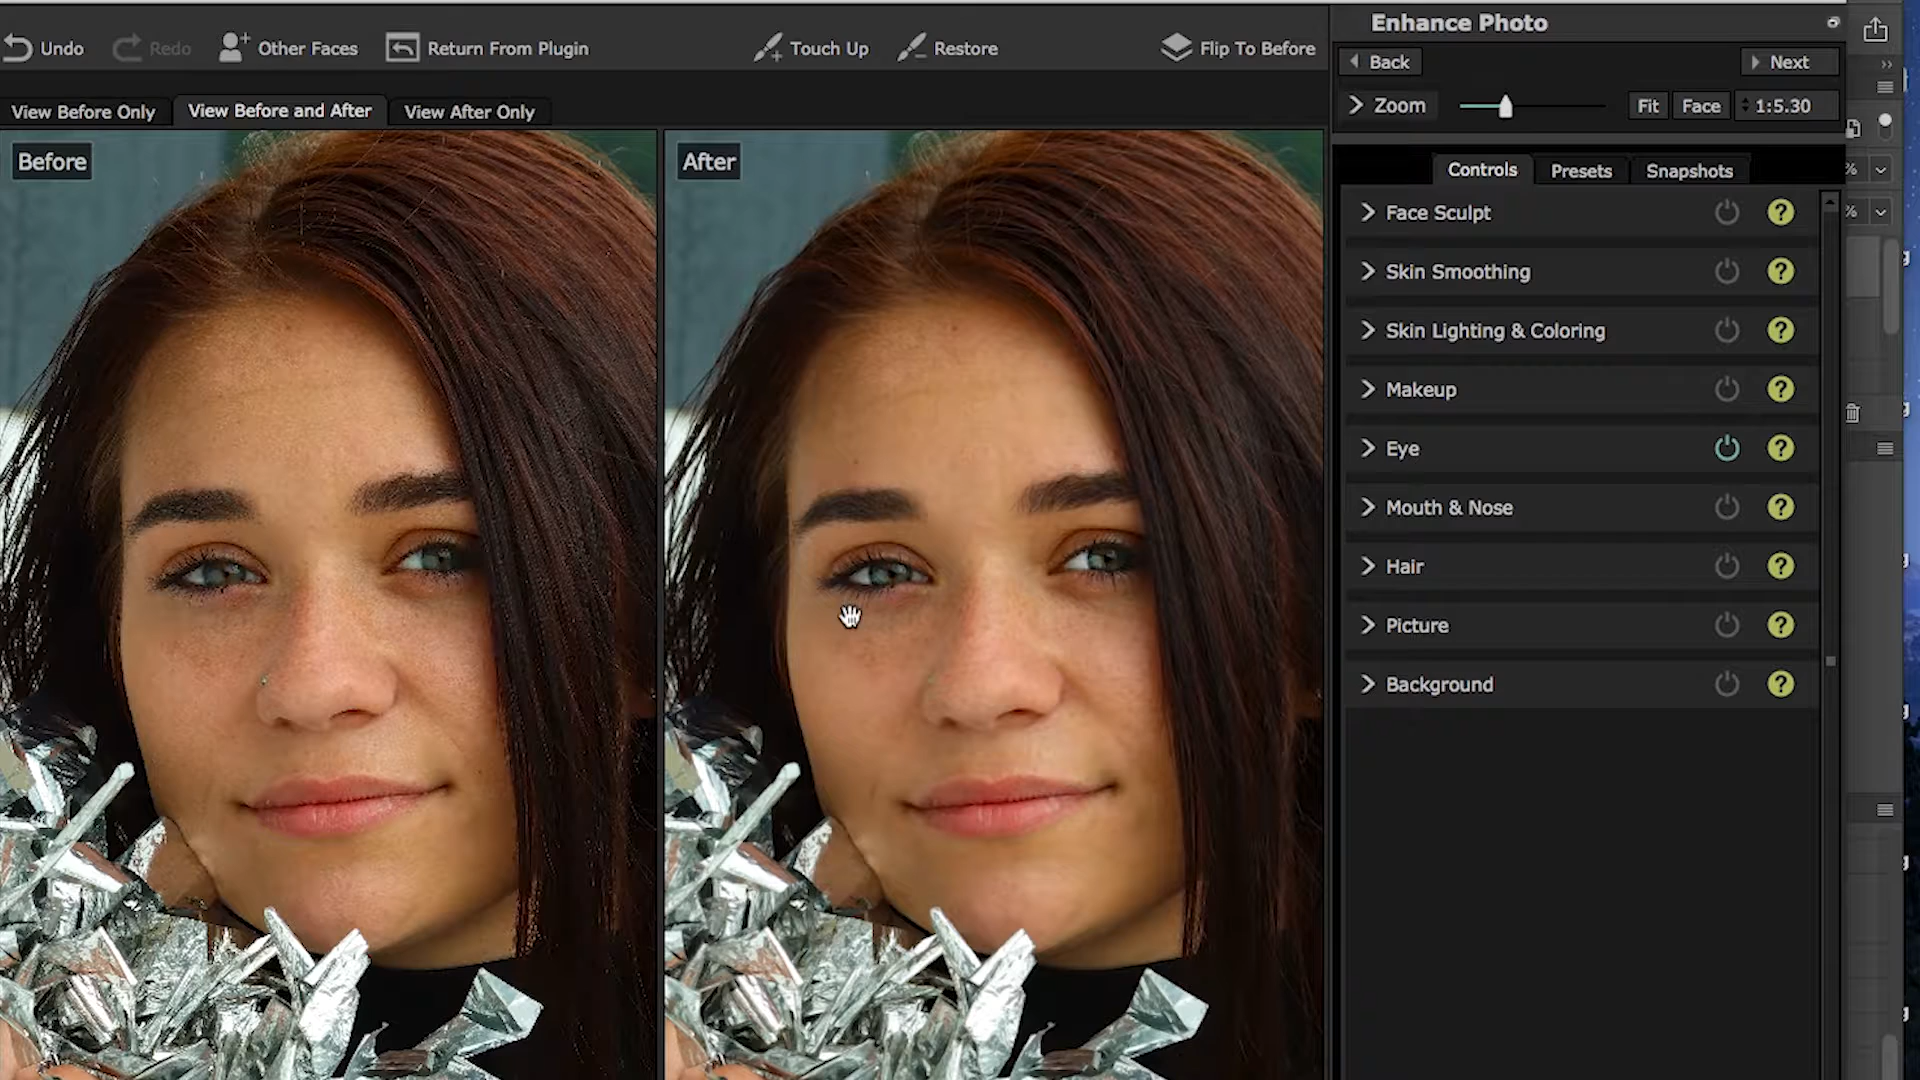 Undo Redo Other Faces Return From Plugin Touch Up Restore Flip To Before
View Before Only View Before and After View After Only
Before
After
Enhance Photo
Back Next
Zoom Fit Face 1:5.30
Controls Presets Snapshots
Face Sculpt ?
Skin Smoothing ?
Skin Lighting & Coloring ?
Makeup ?
Eye ?
Mouth & Nose ?
Hair ?
Picture ?
Background ?
%
%